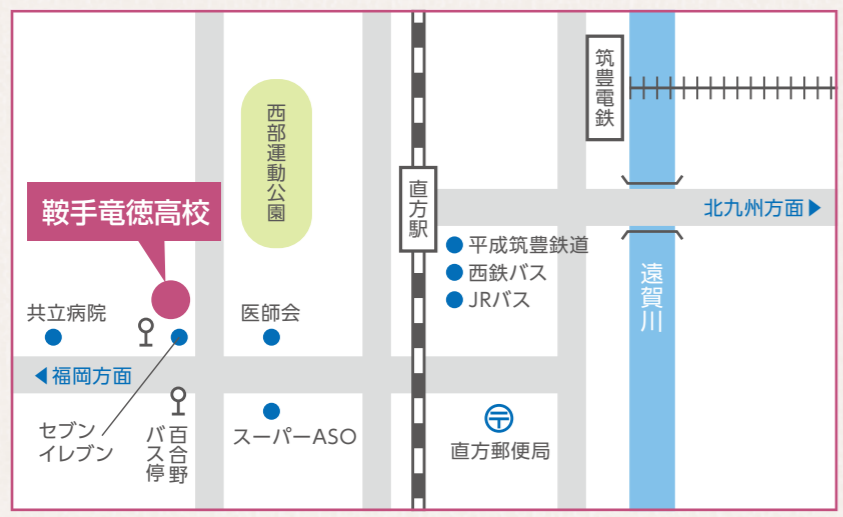 筑豊電鉄
西部運動公園
直方駅
鞍手竜徳高校
北九州方面
平成筑豊鉄道
西鉄バス
JRバス
遠賀川
共立病院
医師会
福岡方面
セブン
イレブン
百合野
バス停
スーパーASO
〒
直方郵便局